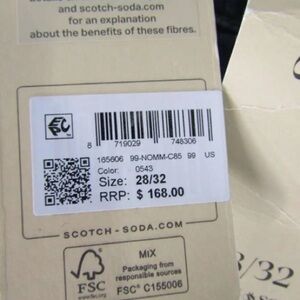 and scotch-soda.com
for an explanation
about the benefits of these fibres.
8 719029 748306
165606 99-NOMM-C85 99 US
Color: 0543
Size: 28/32
RRP: $ 168.00
SCOTCH - SODA.COM
FSC
www.fsc.org
MIX
Packaging from
responsible sources
FSC® C155006
/32